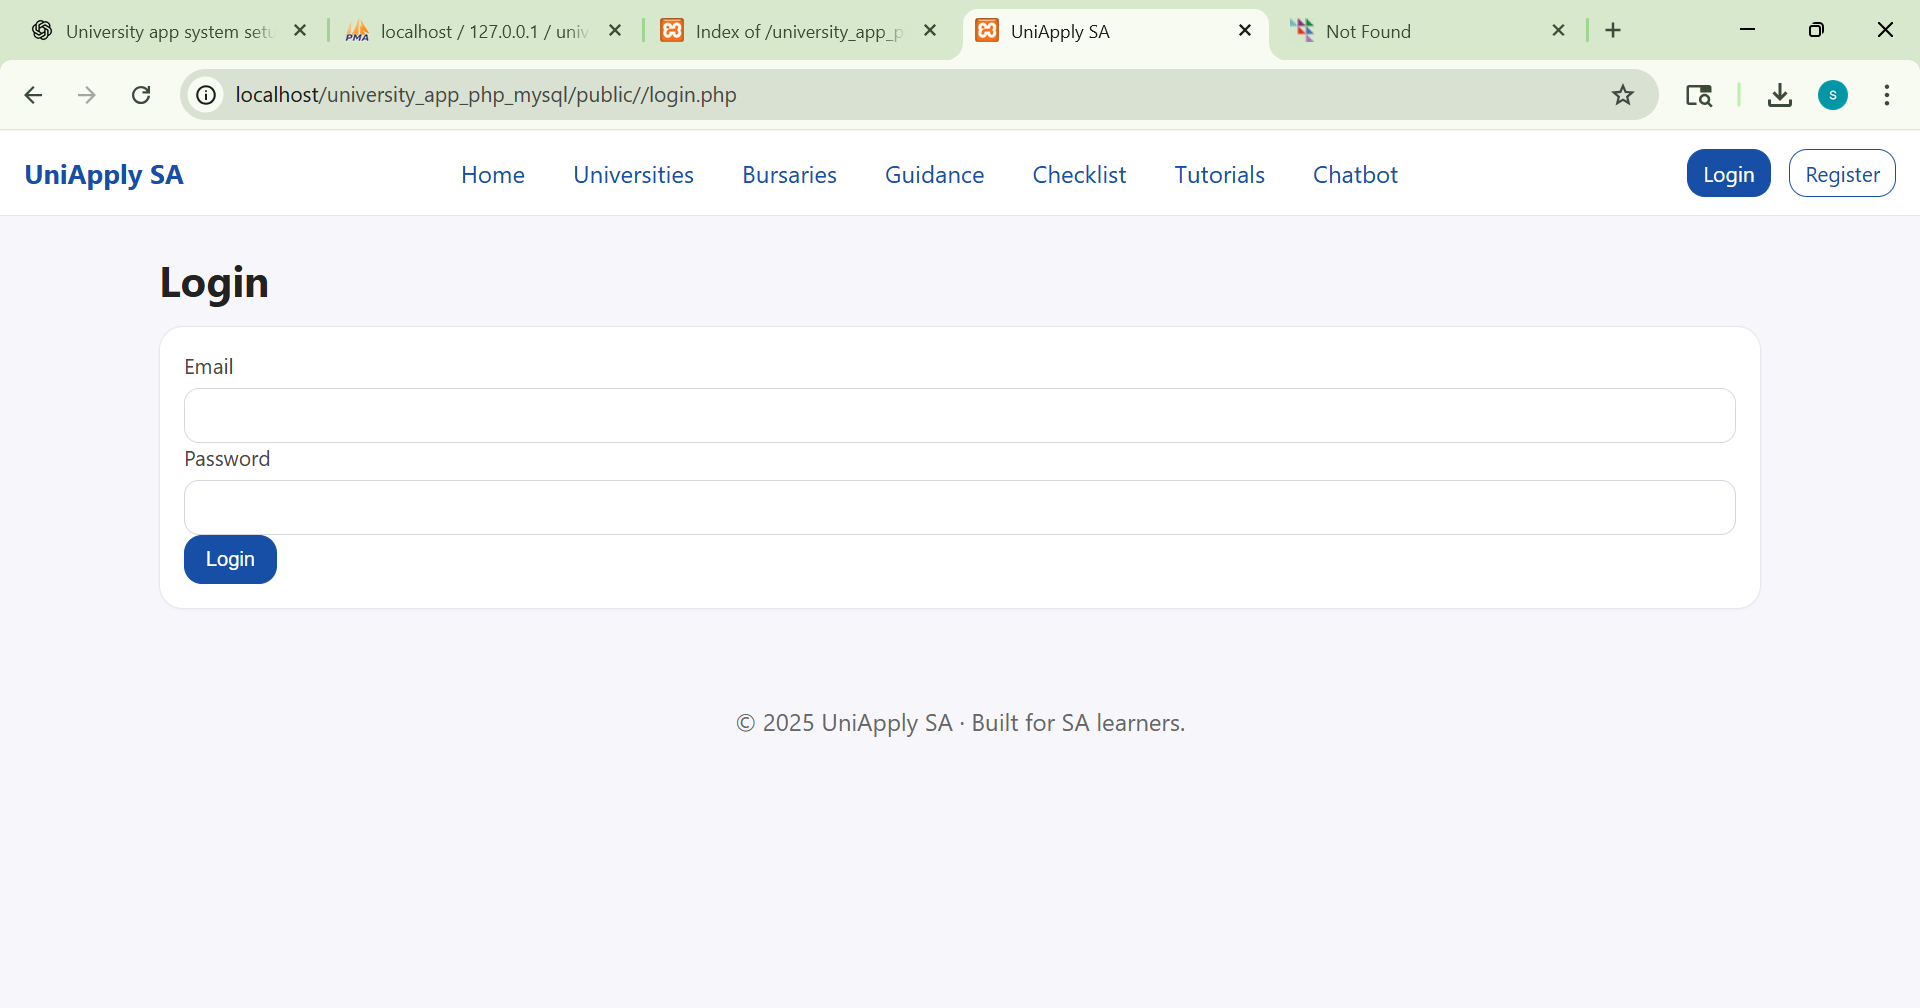 University app system setu
localhost / 127.0.0.1 / univ
Index of /university_app_p
UniApply SA
Not Found
localhost/university_app_php_mysql/public//login.php
S
UniApply SA
Home
Universities
Bursaries
Guidance
Checklist
Tutorials
Chatbot
Login
Register
Login
Email
Password
Login
© 2025 UniApply SA · Built for SA learners.